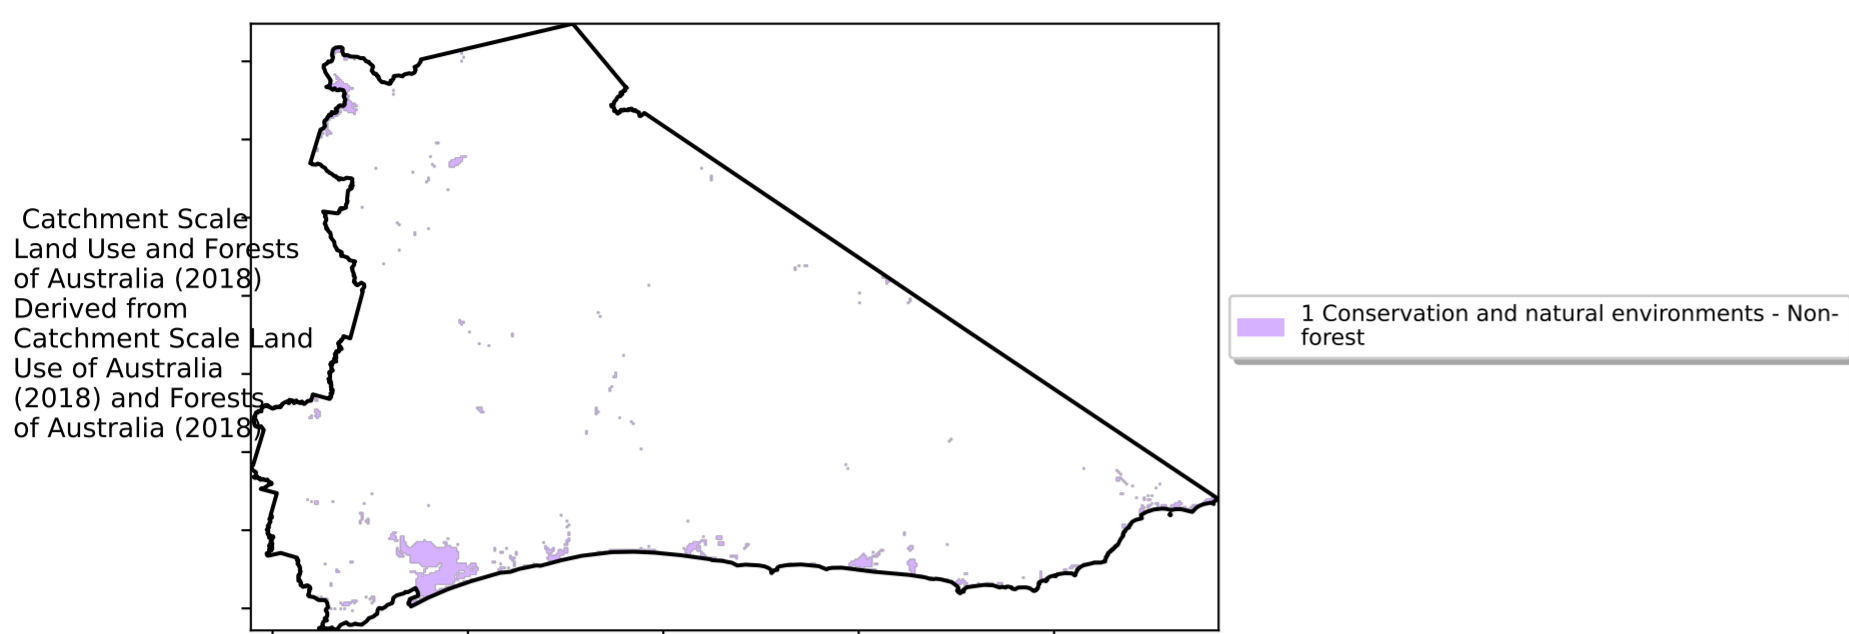 Catchment Scale
Land Use and Forests
of Australia (2018)
Derived from
Catchment Scale Land
Use of Australia
(2018) and Forests
of Australia (2018)
1 Conservation and natural environments - Non-
forest